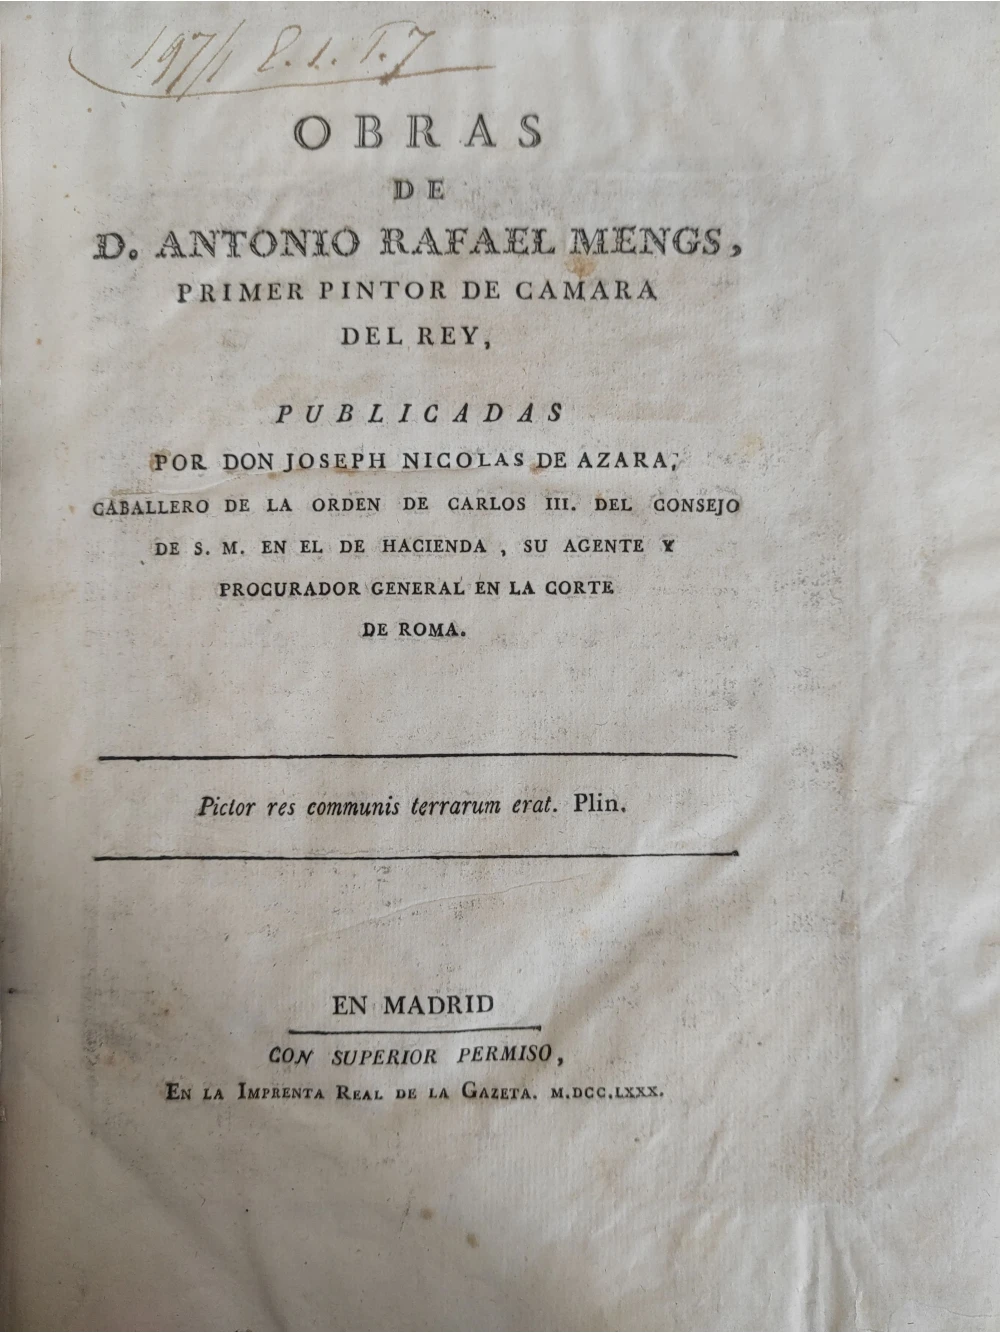 1971 E.1.T.7
OBRAS
DE
D. ANTONIO RAFAEL MENGS,
PRIMER PINTOR DE CAMARA
DEL REY,
PUBLICADAS
POR DON JOSEPH NICOLAS DE AZARA,
CABALLERO DE LA ORDEN DE CARLOS III. DEL CONSEJO
DE S. M. EN EL DE HACIENDA , SU AGENTE Y
PROCURADOR GENERAL EN LA CORTE
DE ROMA.
Pictor res communis terrarum erat. Plin.
EN MADRID
CON SUPERIOR PERMISO,
EN LA IMPRENTA REAL DE LA GAZETA. M.DCC.LXXX.